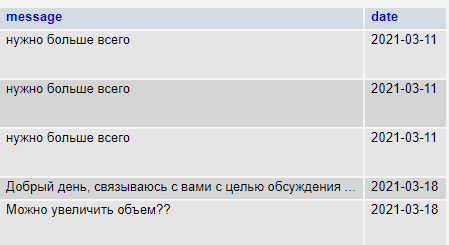 message date
нужно больше всего 2021-03-11
нужно больше всего 2021-03-11
нужно больше всего 2021-03-11
Добрый день, связываюсь с вами с целью обсуждения ... 2021-03-18
Можно увеличить объем?? 2021-03-18